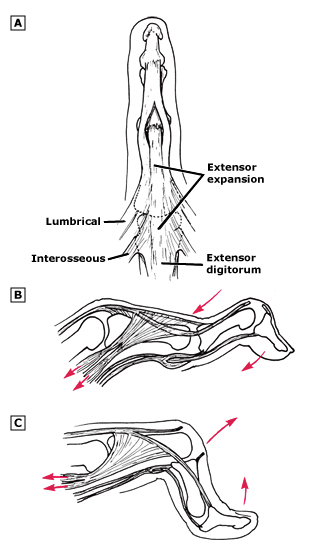 A
Extensor
expansion
Lumbrical
Interosseous
Extensor
digitorum
B
C